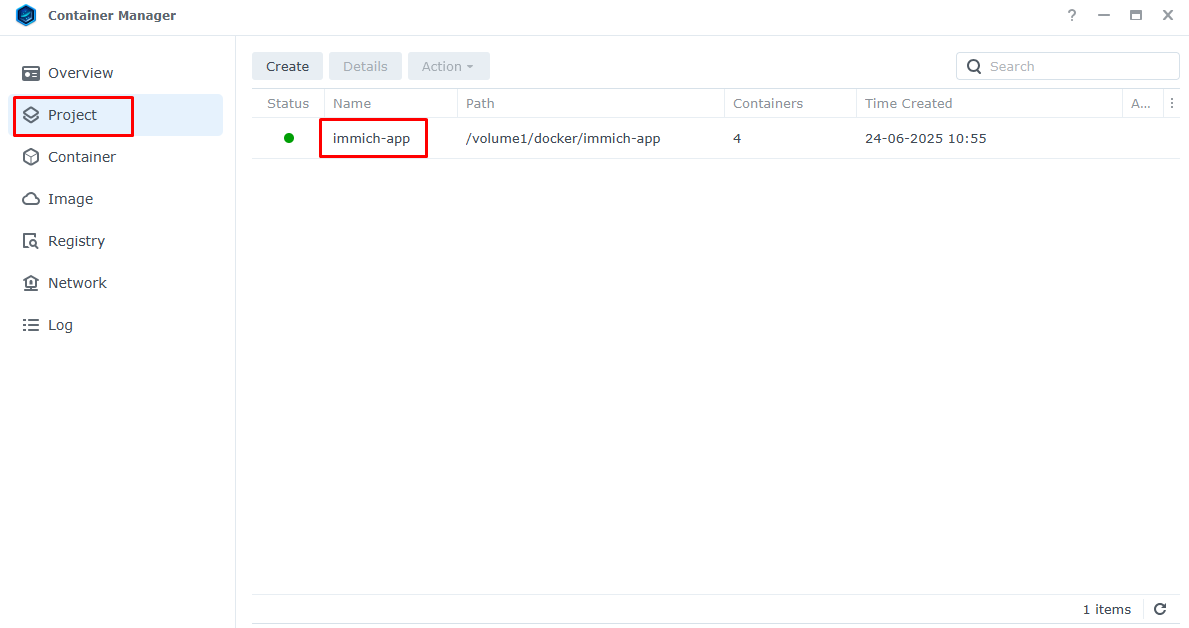 Container Manager
?
Overview
Project
Container
Image
Registry
Network
Log
Create Details Action
Search
Status Name Path Containers Time Created A...
immich-app /volume1/docker/immich-app 4 24-06-2025 10:55
1 items